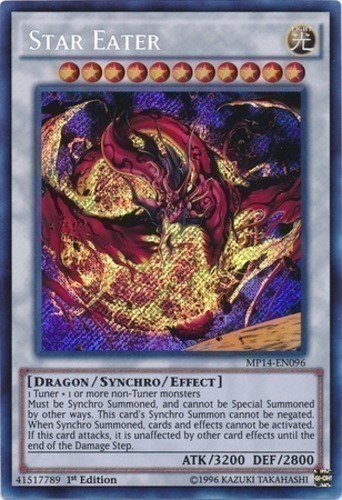 STAR EATER
LIGHT
光
MP14-EN096
[DRAGON/SYNCHRO/EFFECT]
1 Tuner + 1 or more non-Tuner monsters
Must be Synchro Summoned, and cannot be Special Summoned
by other ways. This card's Synchro Summon cannot be negated.
When Synchro Summoned, cards and effects cannot be activated.
If this card attacks, it is unaffected by other card effects until the
end of the Damage Step.
ATK/3200 DEF/2800
41517789 1st Edition ©1996 KAZUKI TAKAHASHI